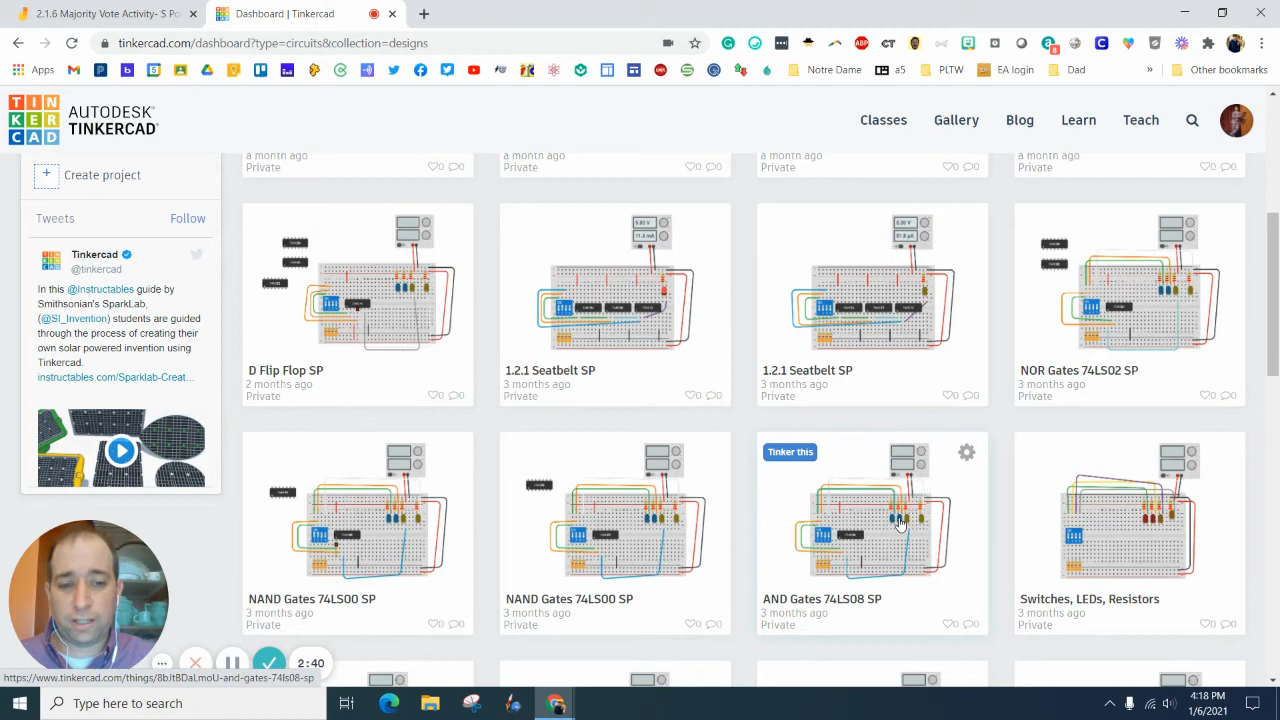 2.1.6 Majority Vote Activity- S Po
Dashboard | Tinkercad
tinkercad.com/dashboard?type=circuits&collection=designs
Apps
Notre Dame
a5
PLTW
EA login
Dad
»
Other bookmarks
TIN
KER
CAD
AUTODESK
TINKERCAD
Classes
Gallery
Blog
Learn
Teach
Create project
Tweets
Follow
Tinkercad
@tinkercad
In this @Instructables guide by
Smithsonian's SparkLab,
(@SI_Invention) students are guided
through the process of creating their
own solar powered invention using
Tinkercad.
instructables.com/Sparklab-Creat…
a month ago
Private
0 0
a month ago
Private
0 0
a month ago
Private
0 0
a month ago
Private
0 0
D Flip Flop SP
2 months ago
Private
0 0
1.2.1 Seatbelt SP
3 months ago
Private
0 0
1.2.1 Seatbelt SP
3 months ago
Private
0 0
NOR Gates 74LS02 SP
3 months ago
Private
0 0
NAND Gates 74LS00 SP
3 months ago
Private
0 0
NAND Gates 74LS00 SP
3 months ago
Private
0 0
Tinker this
AND Gates 74LS08 SP
3 months ago
Private
0 0
Switches, LEDs, Resistors
3 months ago
Private
0 0
2:40
https://www.tinkercad.com/things/8bJtBDaLmoU-and-gates-74ls08-sp
Type here to search
4:18 PM
1/6/2021